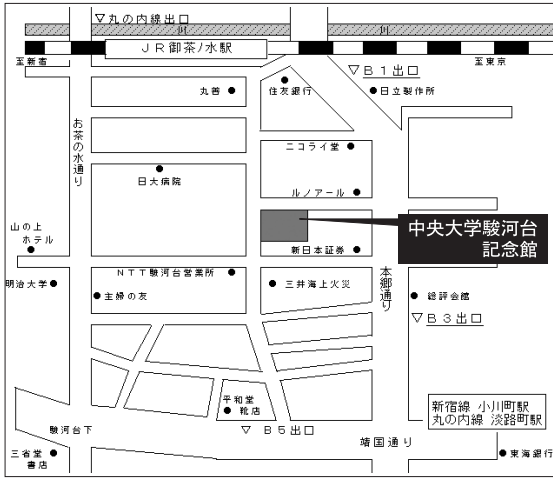 ▽丸の内線出口
川
川
JR御茶ノ水駅
至新宿
至東京
▽B1出口
丸善
住友銀行
日立製作所
お茶の水通り
ニコライ堂
日大病院
ルノアール
山の上
ホテル
中央大学駿河台
記念館
新日本証券
NTT駿河台営業所
明治大学
主婦の友
三井海上火災
本郷通り
総評会館
▽B3出口
平和堂
靴店
新宿線 小川町駅
丸の内線 淡路町駅
駿河台下
▽ B5出口
靖国通り
三省堂
書店
東海銀行